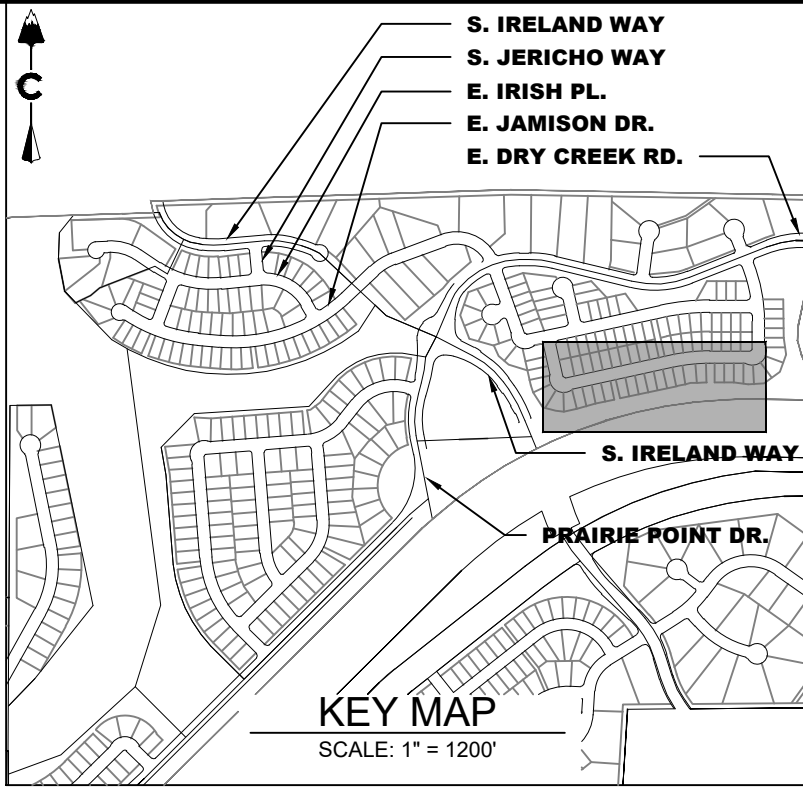 S. IRELAND WAY
S. JERICHO WAY
C
E. IRISH PL.
E. JAMISON DR.
E. DRY CREEK RD.
S. IRELAND WAY
PRAIRIE POINT DR.
KEY MAP
SCALE: 1" = 1200'